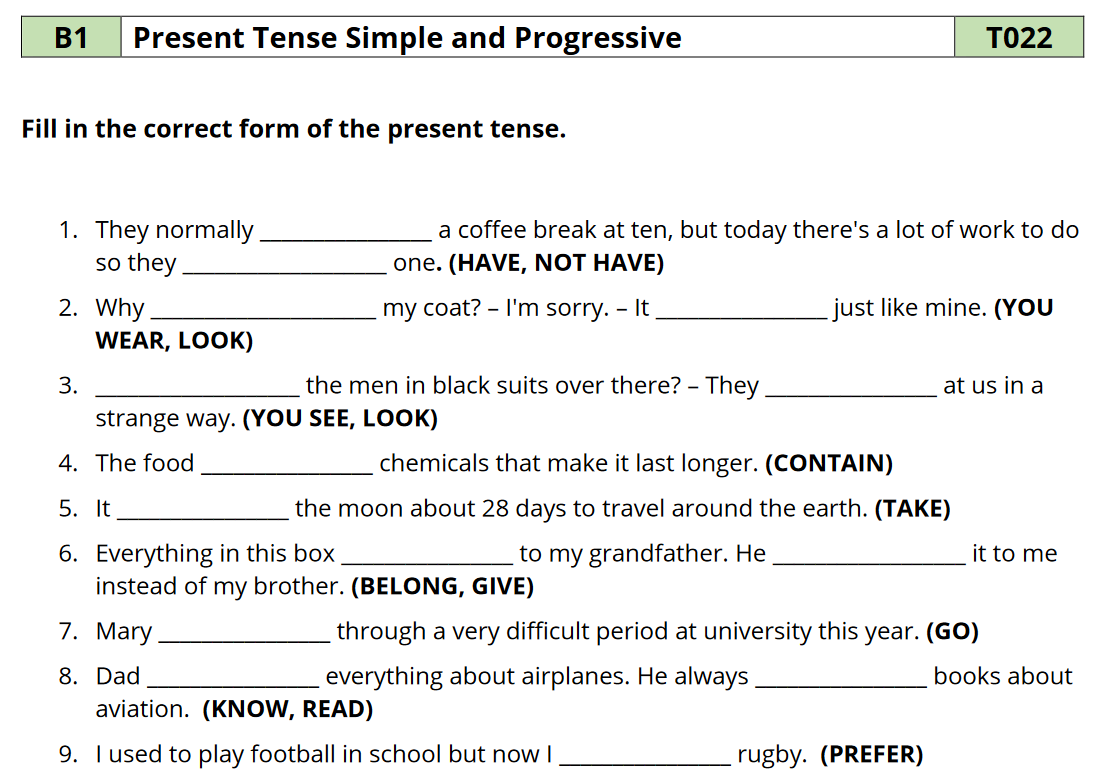 B1 Present Tense Simple and Progressive T022
Fill in the correct form of the present tense.
1. They normally ________________ a coffee break at ten, but today there's a lot of work to do
so they ___________________ one. (HAVE, NOT HAVE)
2. Why _____________________ my coat? – I'm sorry. – It ________________ just like mine. (YOU
WEAR, LOOK)
3. ___________________ the men in black suits over there? – They ________________ at us in a
strange way. (YOU SEE, LOOK)
4. The food ________________ chemicals that make it last longer. (CONTAIN)
5. It ________________ the moon about 28 days to travel around the earth. (TAKE)
6. Everything in this box ________________ to my grandfather. He __________________ it to me
instead of my brother. (BELONG, GIVE)
7. Mary ________________ through a very difficult period at university this year. (GO)
8. Dad ________________ everything about airplanes. He always ________________ books about
aviation. (KNOW, READ)
9. I used to play football in school but now I ________________ rugby. (PREFER)